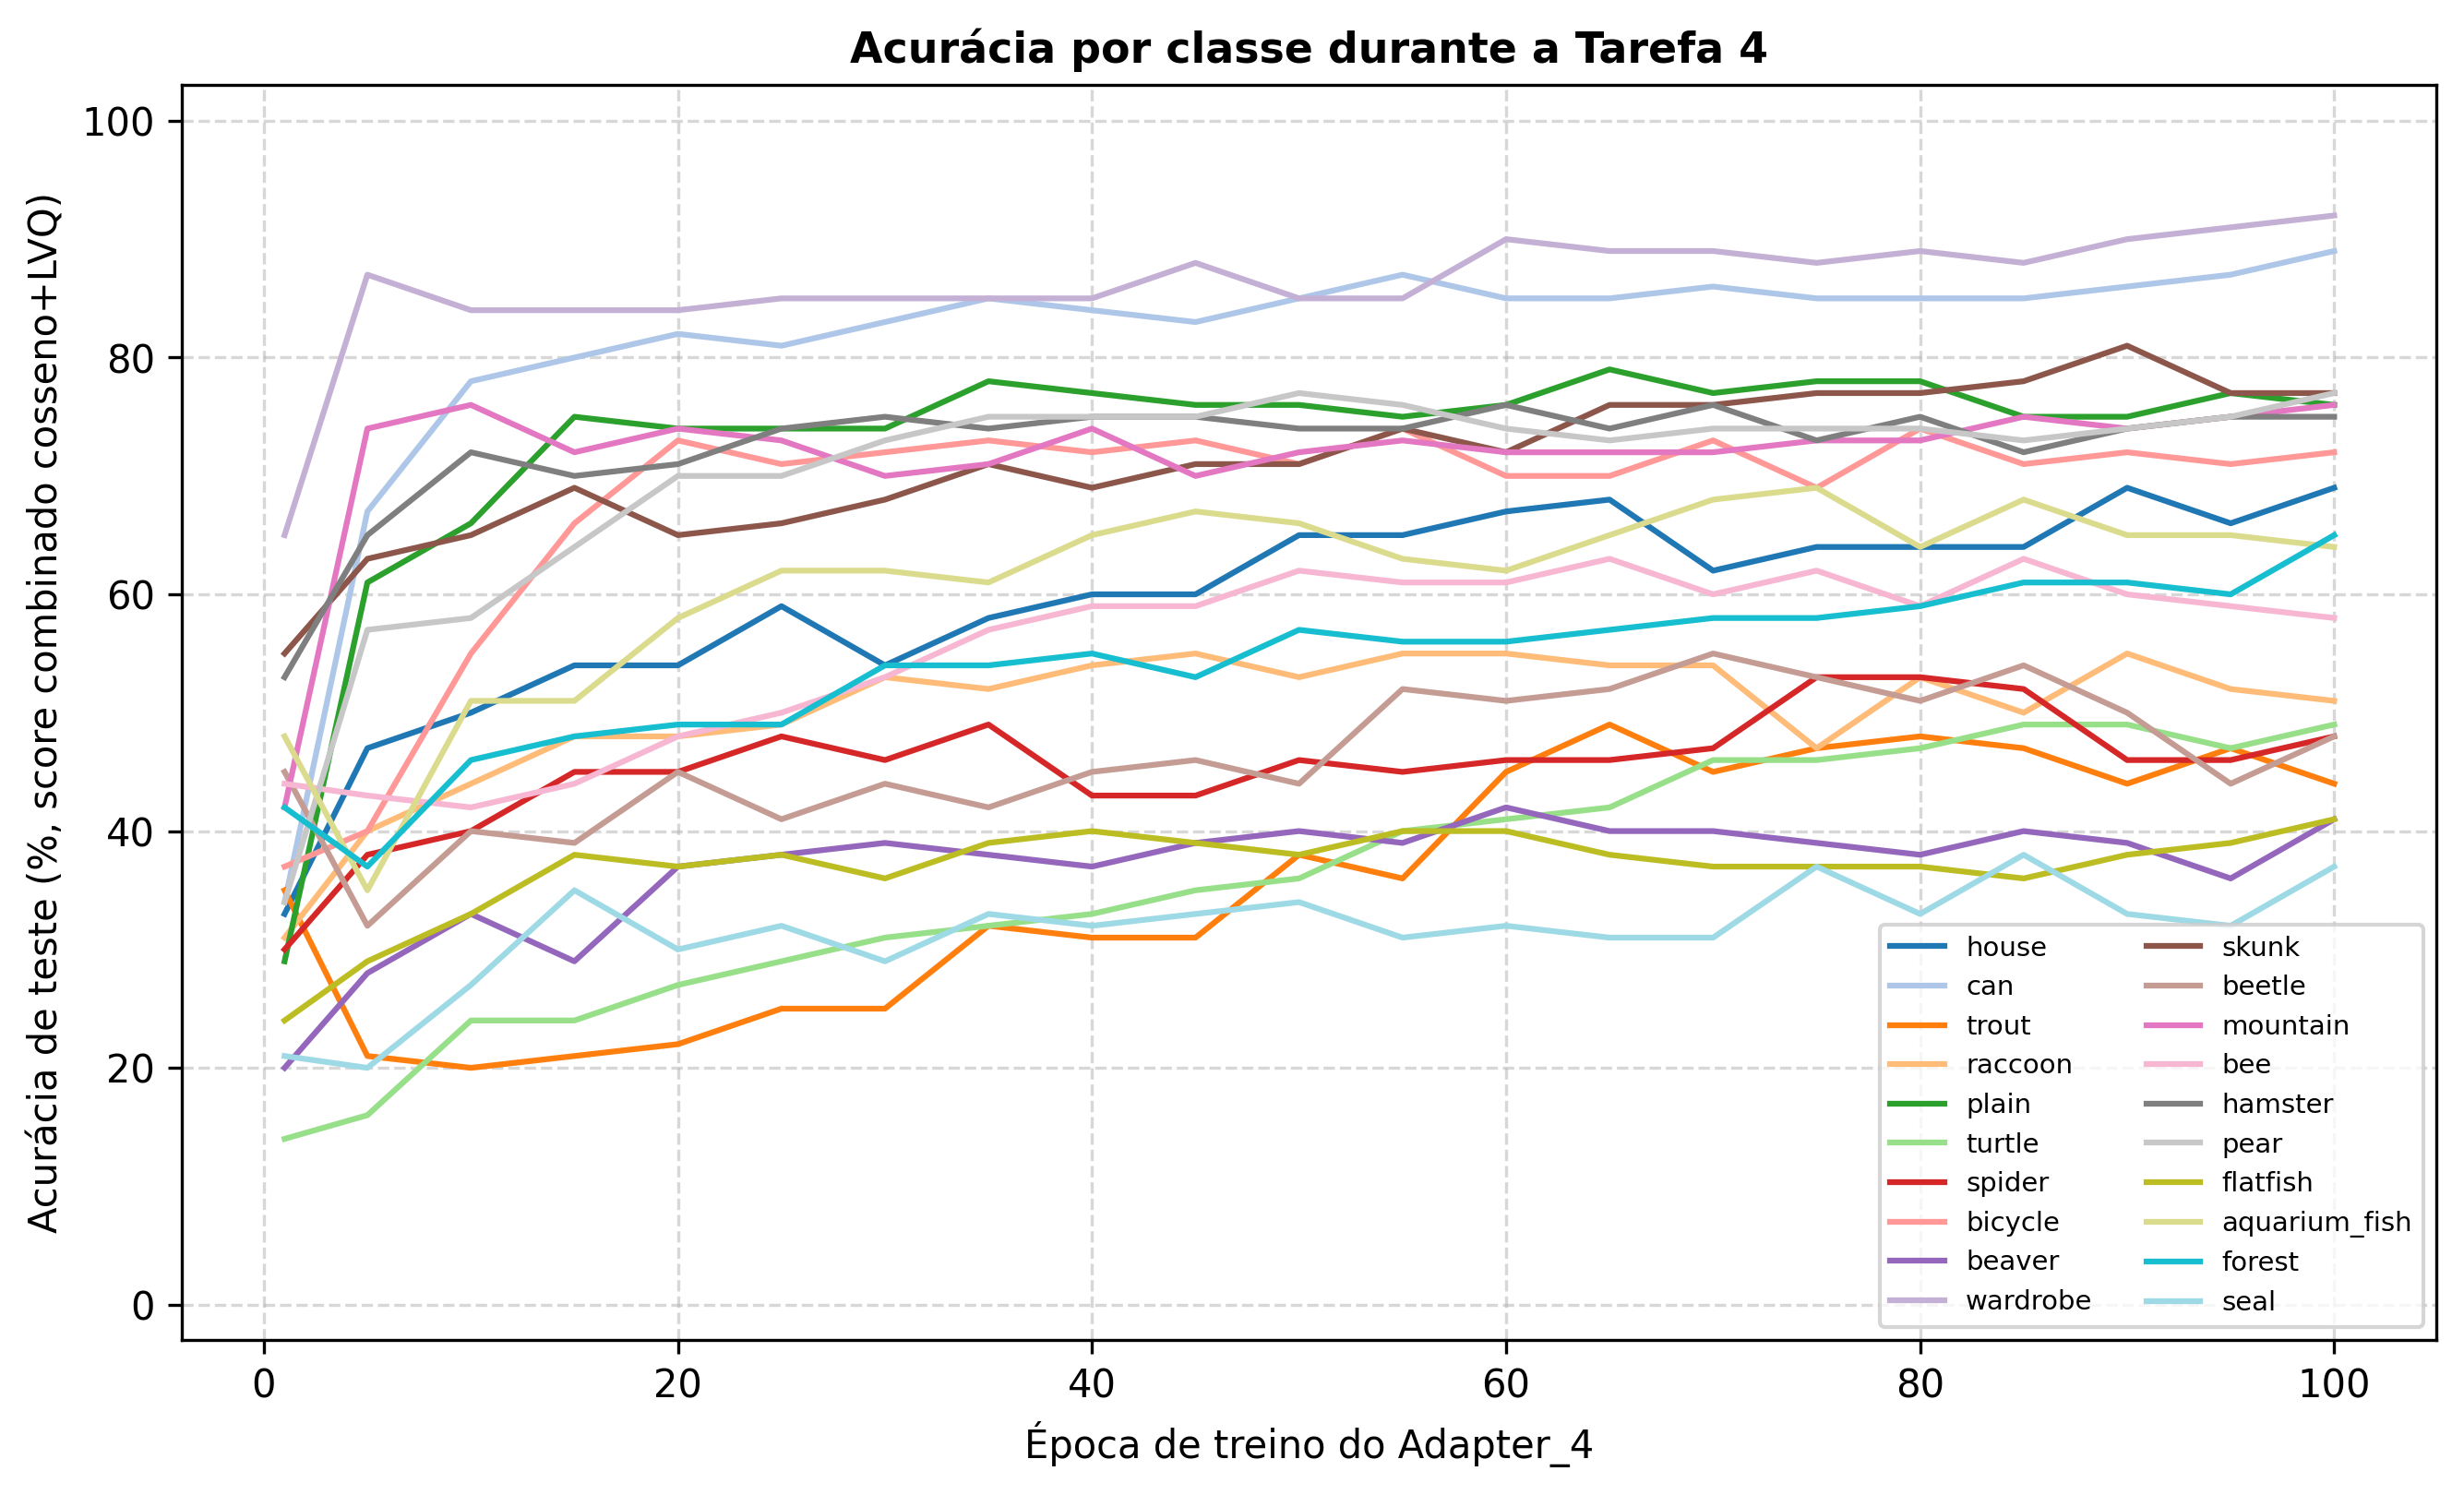 Acurácia por classe durante a Tarefa 4
Acurácia de teste (%, score combinado cosseno+LVQ)
100
80
60
40
20
0
0 20 40 60 80 100
Época de treino do Adapter_4
house
can
trout
raccoon
plain
turtle
spider
bicycle
beaver
wardrobe
skunk
beetle
mountain
bee
hamster
pear
flatfish
aquarium_fish
forest
seal